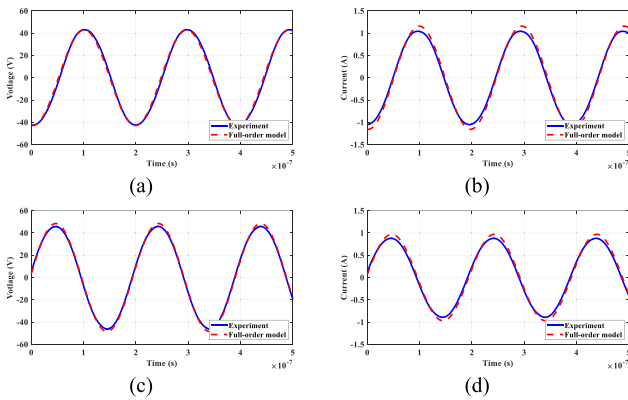 60
40
20
0
-20
-40
-60
Votlage (V)
0 1 2 3 4 5
Time (s)
×10⁻⁷
Experiment
Full-order model
(a)
1.5
1
0.5
0
-0.5
-1
-1.5
Current (A)
0 1 2 3 4 5
Time (s)
×10⁻⁷
Experiment
Full-order model
(b)
60
40
20
0
-20
-40
-60
Votlage (V)
0 1 2 3 4 5
Time (s)
×10⁻⁷
Experiment
Full-order model
(c)
1.5
1
0.5
0
-0.5
-1
-1.5
Current (A)
0 1 2 3 4 5
Time (s)
×10⁻⁷
Experiment
Full-order model
(d)